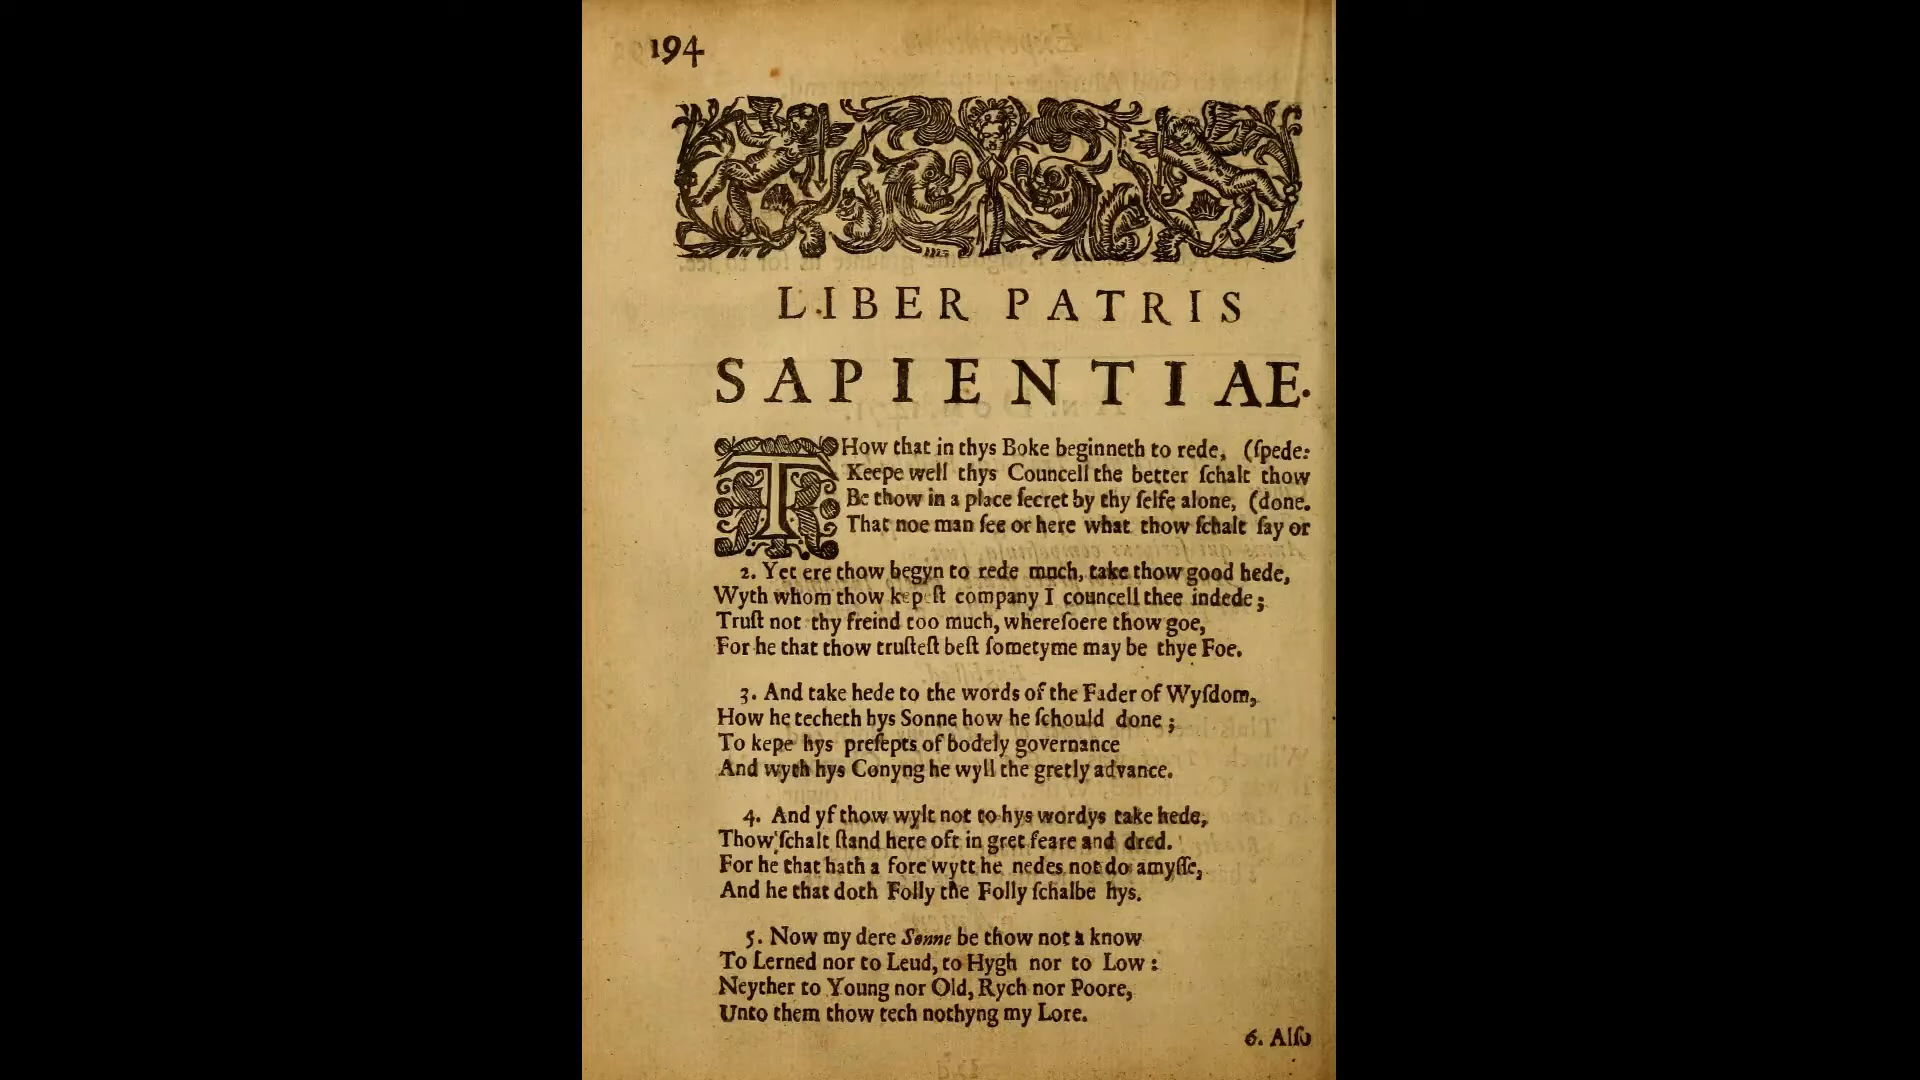 194
LIBER PATRIS
SAPIENTIAE.
THow that in thys Boke beginneth to rede, (ſpede:
Keepe well thys Councell the better ſchalt thow
Be thow in a place ſecret by thy ſelfe alone, (done.
That noe man ſee or here what thow ſchalt ſay or
2. Yet ere thow begyn to rede much, take thow good hede,
Wyth whom thow kepeſt company I councell thee indede;
Truſt not thy freind too much, whereſoere thow goe,
For he that thow truſteſt beſt ſometyme may be thye Foe.
3. And take hede to the words of the Fader of Wyſdom,
How he techeth hys Sonne how he ſchould done;
To kepe hys preſepts of bodely governance
And wyth hys Conyng he wyll the gretly advance.
4. And yf thow wylt not to hys wordys take hede,
Thow ſchalt ſtand here oft in gret feare and dred.
For he that hath a fore wytt he nedes not do amyſſe,
And he that doth Folly the Folly ſchalbe hys.
5. Now my dere Sonne be thow not a know
To Lerned nor to Leud, to Hygh nor to Low:
Neyther to Young nor Old, Rych nor Poore,
Unto them thow tech nothyng my Lore.
6. Alſo